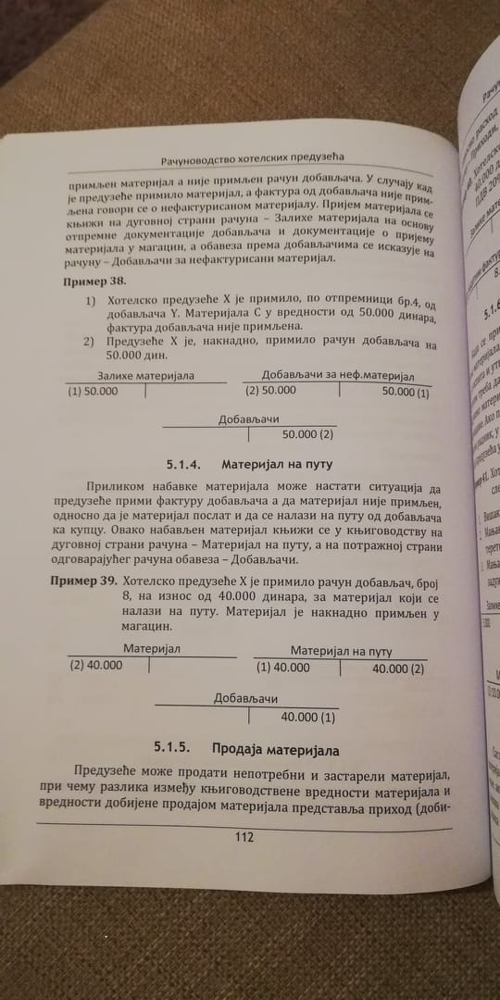 Рачуноводство хотелских предузећа
примљен материјал а није примљен рачун добављача. У случају кад
је предузеће примило материјал, а фактура од добављача није прим-
љена говори се о нефактурисаном материјалу. Пријем материјала се
књижи на дуговној страни рачуна – Залихе материјала на основу
отпремне документације добављача и документације о пријему
материјала у магацин, а обавеза према добављачима се исказује на
рачуну – Добављачи за нефактурисани материјал.
Пример 38.
1) Хотелско предузеће X је примило, по отпремници бр.4, од
добављача Y. Материјала С у вредности од 50.000 динара,
фактура добављача није примљена.
2) Предузеће X је, накнадно, примило рачун добављача на
50.000 дин.
Залихе материјала
(1) 50.000
Добављачи за неф.материјал
(2) 50.000 50.000 (1)
Добављачи
50.000 (2)
5.1.4. Материјал на путу
Приликом набавке материјала може настати ситуација да
предузеће прими фактуру добављача а да материјал није примљен,
односно да је материјал послат и да се налази на путу од добављача
ка купцу. Овако набављен материјал књижи се у књиговодству на
дуговној страни рачуна – Материјал на путу, а на потражној страни
одговарајућег рачуна обавеза – Добављачи.
Пример 39. Хотелско предузеће X је примило рачун добављач, број
8, на износ од 40.000 динара, за материјал који се
налази на путу. Материјал је накнадно примљен у
магацин.
Материјал
(2) 40.000
Материјал на путу
(1) 40.000 40.000 (2)
Добављачи
40.000 (1)
5.1.5. Продаја материјала
Предузеће може продати непотребни и застарели материјал,
при чему разлика између књиговодствене вредности материјала и
вредности добијене продајом материјала представља приход (доби-
112